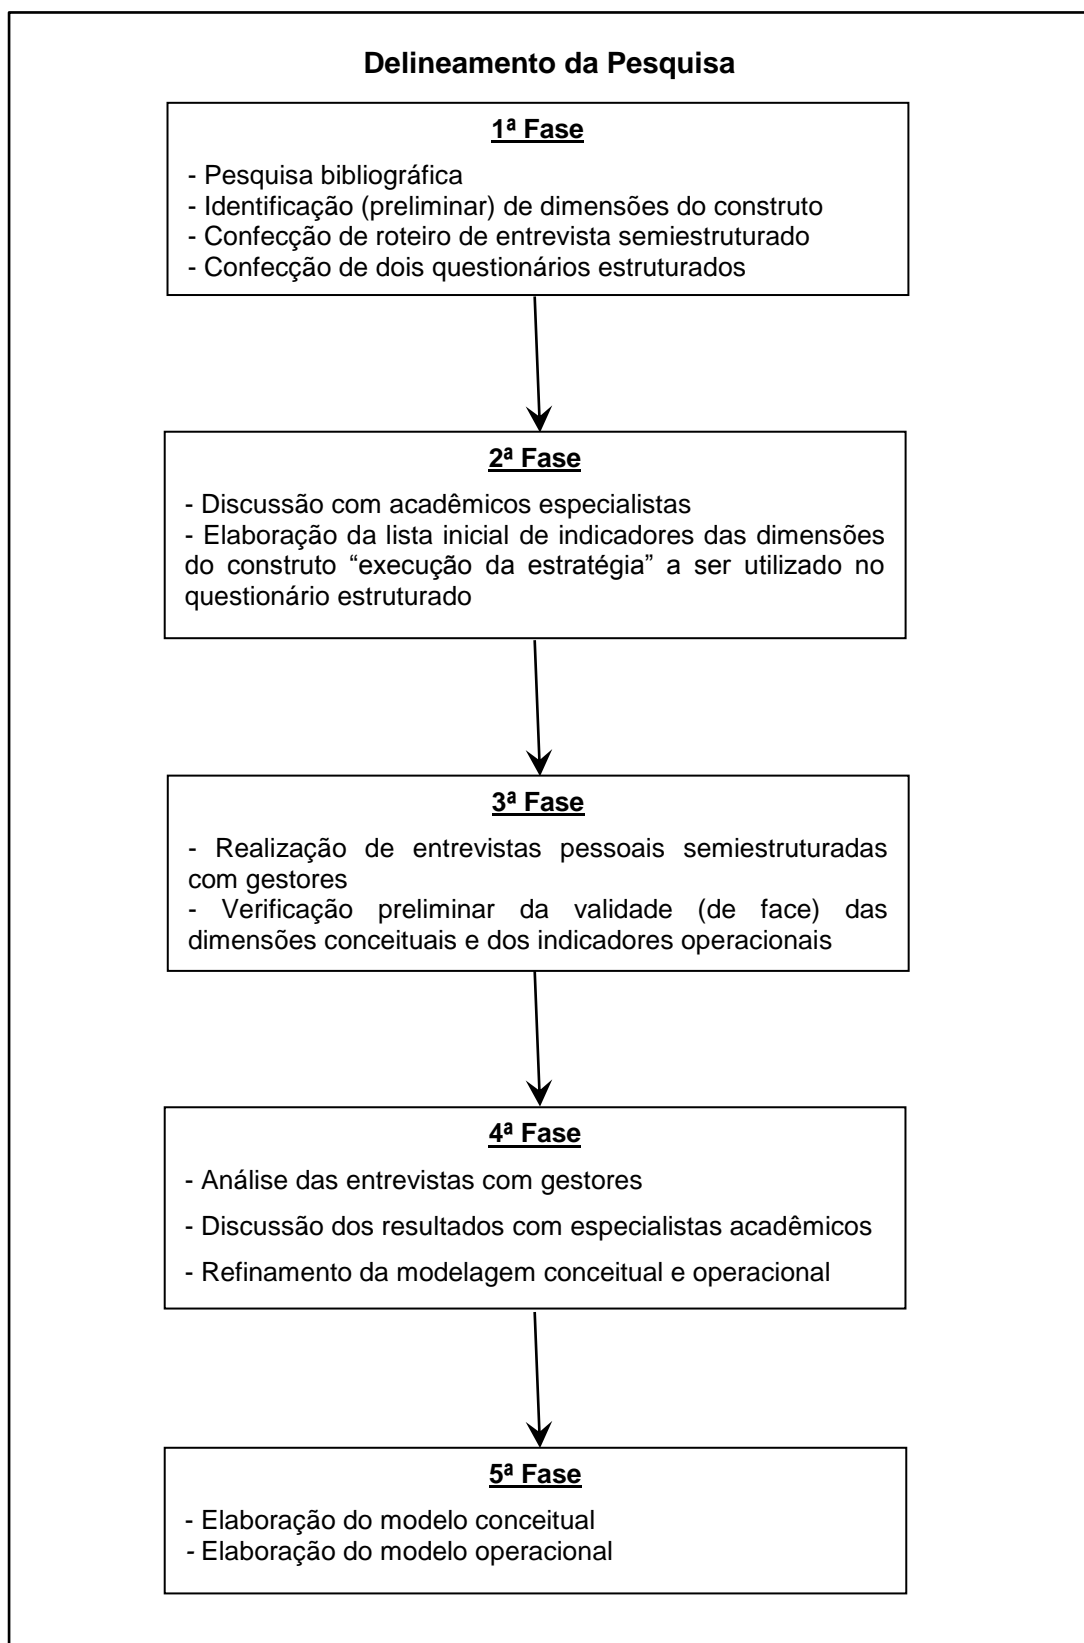 Delineamento da Pesquisa
1ª Fase
- Pesquisa bibliográfica
- Identificação (preliminar) de dimensões do construto
- Confecção de roteiro de entrevista semiestruturado
- Confecção de dois questionários estruturados
2ª Fase
- Discussão com acadêmicos especialistas
- Elaboração da lista inicial de indicadores das dimensões
do construto “execução da estratégia” a ser utilizado no
questionário estruturado
3ª Fase
- Realização de entrevistas pessoais semiestruturadas
com gestores
- Verificação preliminar da validade (de face) das
dimensões conceituais e dos indicadores operacionais
4ª Fase
- Análise das entrevistas com gestores
- Discussão dos resultados com especialistas acadêmicos
- Refinamento da modelagem conceitual e operacional
5ª Fase
- Elaboração do modelo conceitual
- Elaboração do modelo operacional